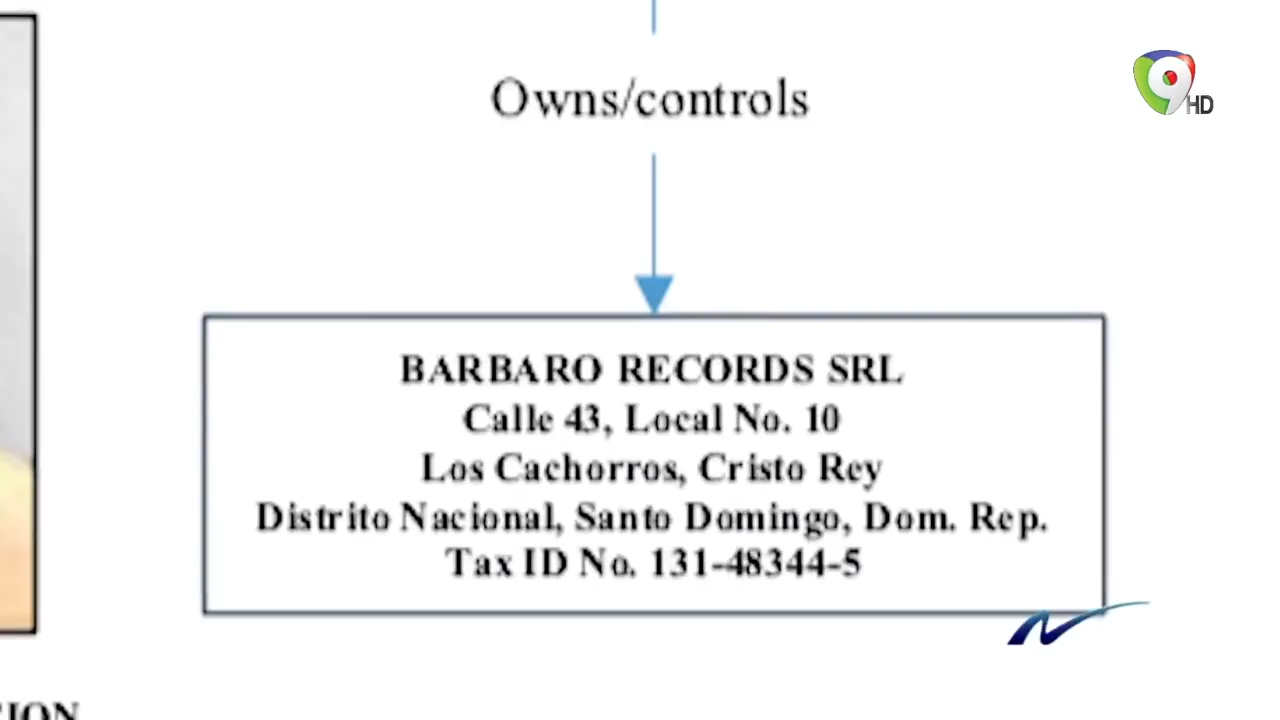 Owns/controls
9
HD
BARBARO RECORDS SRL
Calle 43, Local No. 10
Los Cachorros, Cristo Rey
Distrito Nacional, Santo Domingo, Dom. Rep.
Tax ID No. 131-48344-5
N